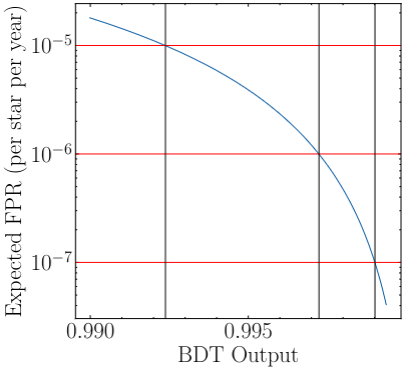 Expected FPR (per star per year)
10⁻⁵
10⁻⁶
10⁻⁷
0.990 0.995
BDT Output